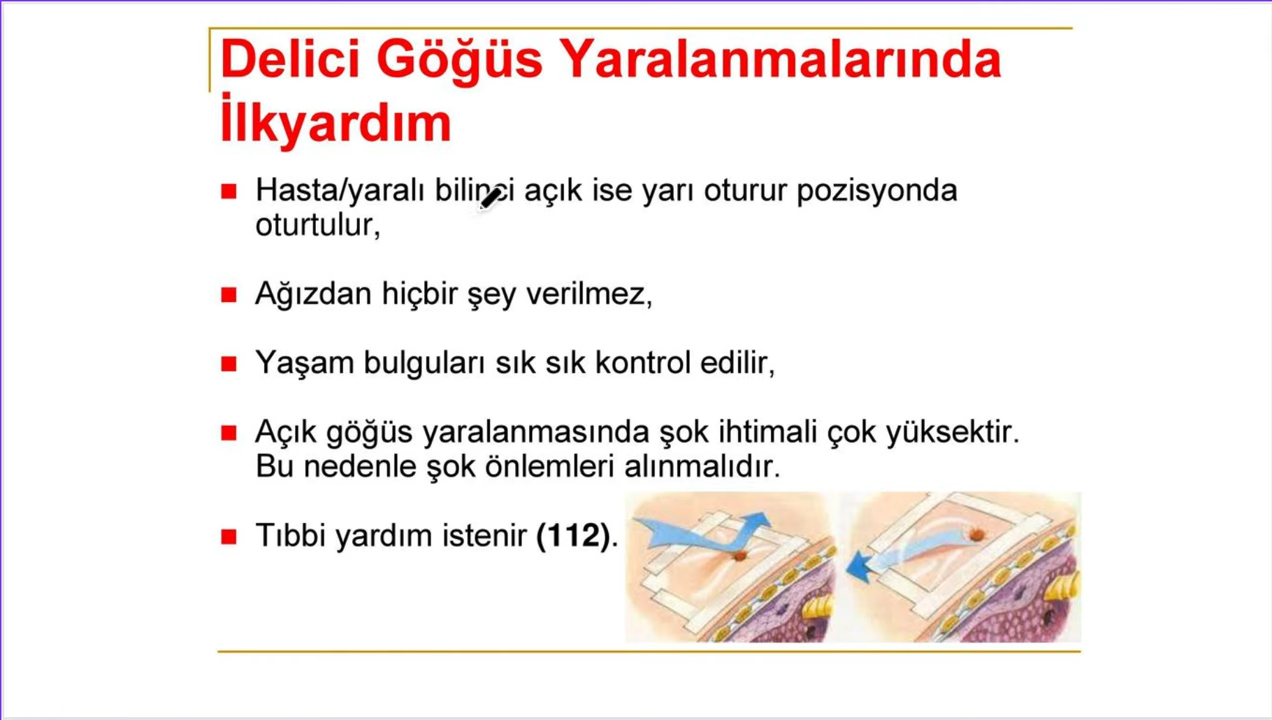 Delici Göğüs Yaralanmalarında
İlkyardım
Hasta/yaralı bilinci açık ise yarı oturur pozisyonda
oturtulur,
Ağızdan hiçbir şey verilmez,
Yaşam bulguları sık sık kontrol edilir,
Açık göğüs yaralanmasında şok ihtimali çok yüksektir.
Bu nedenle şok önlemleri alınmalıdır.
Tıbbi yardım istenir (112).